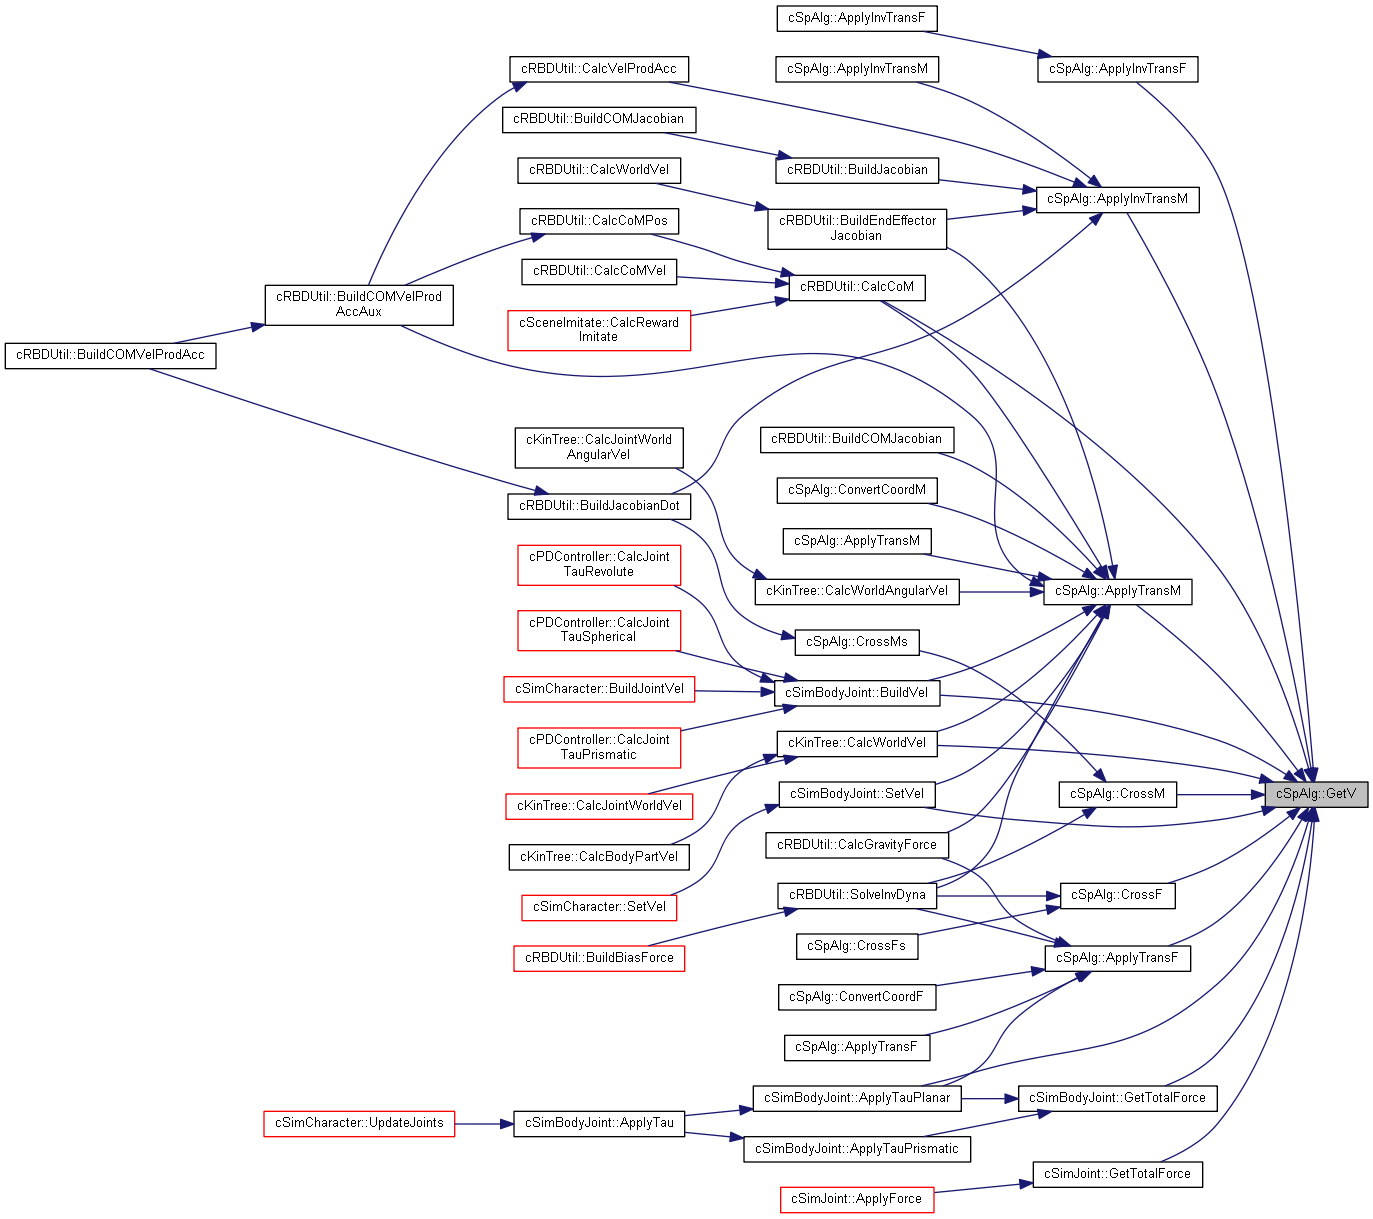 cSpAlg::ApplyInvTransF
cRBDUtil::CalcVelProdAcc
cSpAlg::ApplyInvTransM
cSpAlg::ApplyInvTransF
cRBDUtil::BuildCOMJacobian
cRBDUtil::CalcWorldVel
cRBDUtil::BuildJacobian
cSpAlg::ApplyInvTransM
cRBDUtil::CalcCoMPos
cRBDUtil::BuildEndEffector
Jacobian
cRBDUtil::CalcCoMVel
cRBDUtil::CalcCoM
cRBDUtil::BuildCOMVelProd
AccAux
cSceneImitate::CalcReward
Imitate
cRBDUtil::BuildCOMVelProdAcc
cKinTree::CalcJointWorld
AngularVel
cRBDUtil::BuildCOMJacobian
cSpAlg::ConvertCoordM
cRBDUtil::BuildJacobianDot
cSpAlg::ApplyTransM
cPDController::CalcJoint
TauRevolute
cKinTree::CalcWorldAngularVel
cSpAlg::ApplyTransM
cPDController::CalcJoint
TauSpherical
cSpAlg::CrossMs
cSimCharacter::BuildJointVel
cSimBodyJoint::BuildVel
cPDController::CalcJoint
TauPrismatic
cKinTree::CalcWorldVel
cKinTree::CalcJointWorldVel
cSimBodyJoint::SetVel
cSpAlg::CrossM
cSpAlg::GetV
cKinTree::CalcBodyPartVel
cRBDUtil::CalcGravityForce
cSimCharacter::SetVel
cRBDUtil::SolveInvDyna
cSpAlg::CrossF
cRBDUtil::BuildBiasForce
cSpAlg::CrossFs
cSpAlg::ApplyTransF
cSpAlg::ConvertCoordF
cSpAlg::ApplyTransF
cSimBodyJoint::ApplyTauPlanar
cSimBodyJoint::GetTotalForce
cSimCharacter::UpdateJoints
cSimBodyJoint::ApplyTau
cSimBodyJoint::ApplyTauPrismatic
cSimJoint::GetTotalForce
cSimJoint::ApplyForce